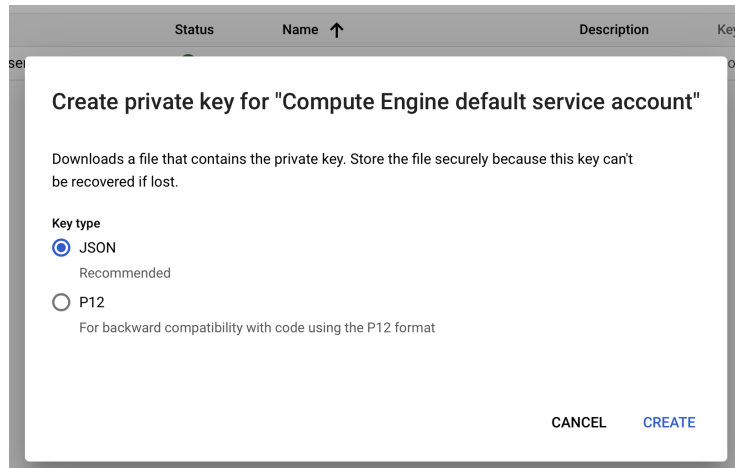 Status Name Description Key
ser
Create private key for "Compute Engine default service account"
Downloads a file that contains the private key. Store the file securely because this key can't
be recovered if lost.
Key type
JSON
Recommended
P12
For backward compatibility with code using the P12 format
CANCEL CREATE